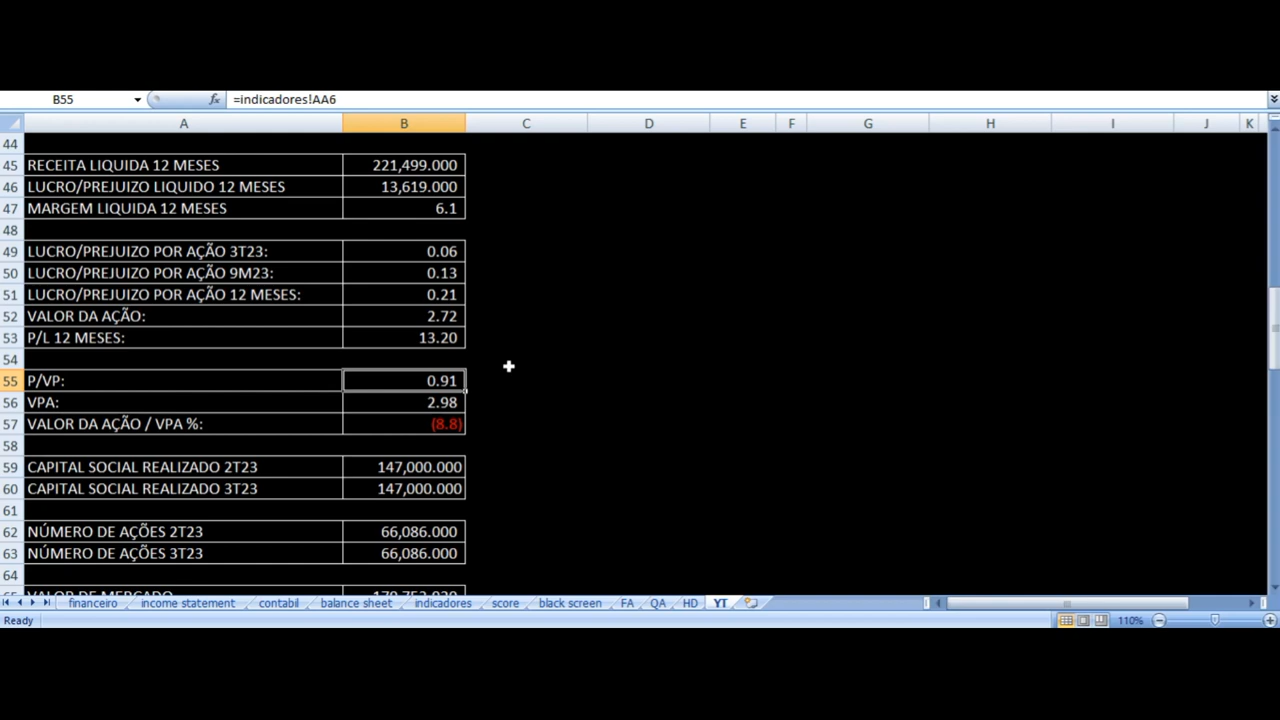 B55 =indicadores!AA6
A B C D E F G H I J K
44
45 RECEITA LIQUIDA 12 MESES 221,499.000
46 LUCRO/PREJUIZO LIQUIDO 12 MESES 13,619.000
47 MARGEM LIQUIDA 12 MESES 6.1
48
49 LUCRO/PREJUIZO POR AÇÃO 3T23: 0.06
50 LUCRO/PREJUIZO POR AÇÃO 9M23: 0.13
51 LUCRO/PREJUIZO POR AÇÃO 12 MESES: 0.21
52 VALOR DA AÇÃO: 2.72
53 P/L 12 MESES: 13.20
54
55 P/VP: 0.91
56 VPA: 2.98
57 VALOR DA AÇÃO / VPA %: (8.8)
58
59 CAPITAL SOCIAL REALIZADO 2T23 147,000.000
60 CAPITAL SOCIAL REALIZADO 3T23 147,000.000
61
62 NÚMERO DE AÇÕES 2T23 66,086.000
63 NÚMERO DE AÇÕES 3T23 66,086.000
64
financeiro income statement contabil balance sheet indicadores score black screen FA QA HD YT
Ready 110%